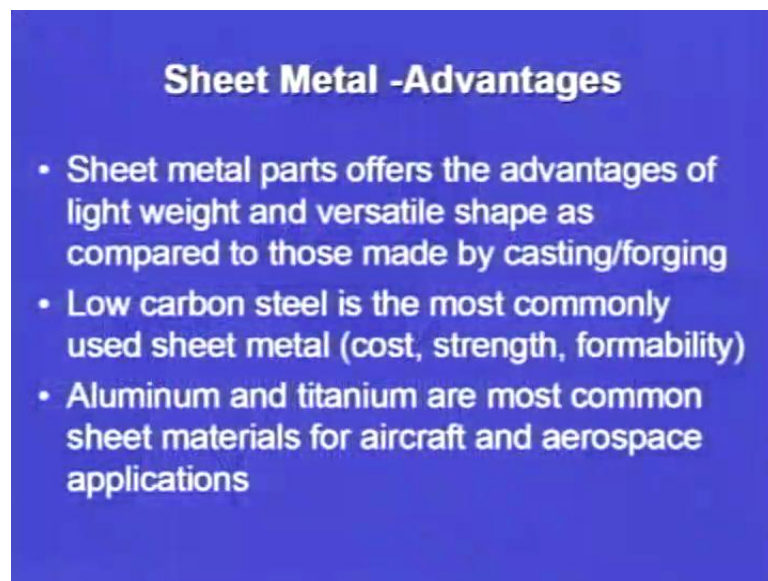 Sheet Metal -Advantages
• Sheet metal parts offers the advantages of
light weight and versatile shape as
compared to those made by casting/forging
• Low carbon steel is the most commonly
used sheet metal (cost, strength, formability)
• Aluminum and titanium are most common
sheet materials for aircraft and aerospace
applications